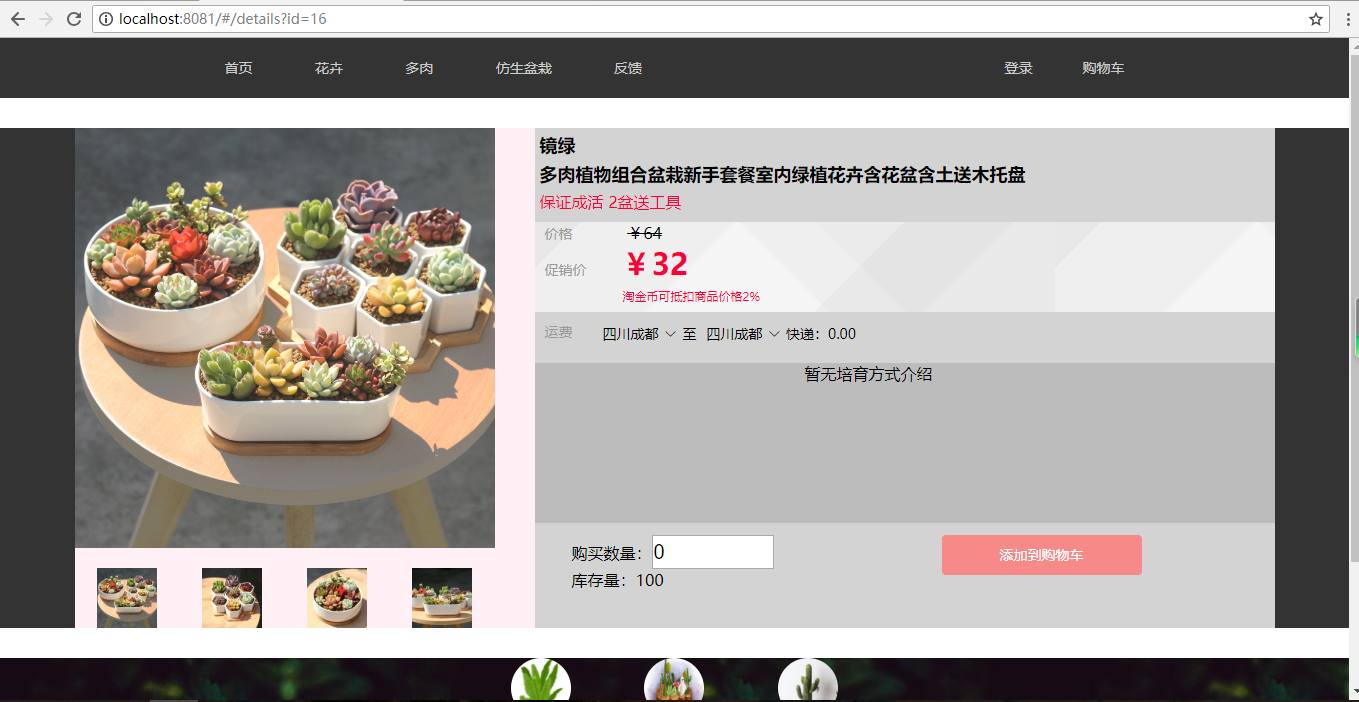 localhost:8081/#/details?id=16
首页 花卉 多肉 仿生盆栽 反馈 登录 购物车
镜绿
多肉植物组合盆栽新手套餐室内绿植花卉含花盆含土送木托盘
保证成活 2盆送工具
价格 ¥64
促销价 ¥32
淘金币可抵扣商品价格2%
运费 四川成都 至 四川成都 快递：0.00
暂无培育方式介绍
购买数量：0 添加到购物车
库存量：100